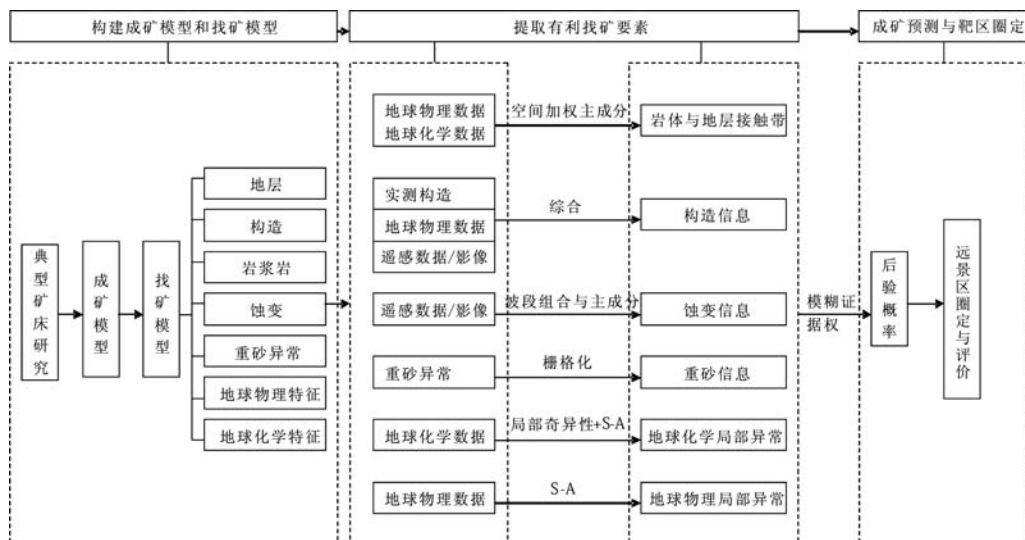 构建成矿模型和找矿模型
提取有利找矿要素
成矿预测与靶区圈定
典型矿床研究
成矿模型
找矿模型
地层
构造
岩浆岩
蚀变
重砂异常
地球物理特征
地球化学特征
地球物理数据
地球化学数据
空间加权主成分
岩体与地层接触带
实测构造
地球物理数据
遥感数据/影像
综合
构造信息
遥感数据/影像
波段组合与主成分
蚀变信息
重砂异常
栅格化
重砂信息
地球化学数据
局部奇异性+S-A
地球化学局部异常
地球物理数据
S-A
地球物理局部异常
模糊证
据权
后验概率
远景区圈定与评价